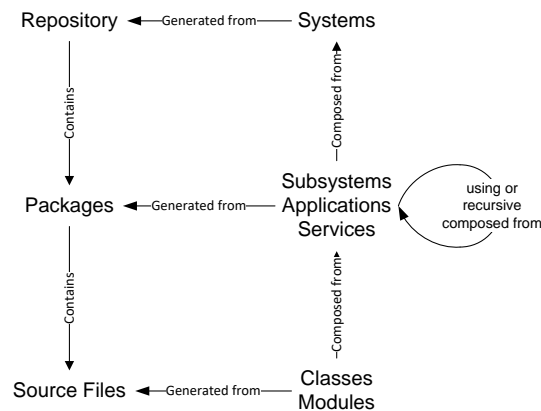 Repository
Generated from
Systems
Contains
Composed from
Packages
Generated from
Subsystems
Applications
Services
using or
recursive
composed from
Contains
Composed from
Source Files
Generated from
Classes
Modules